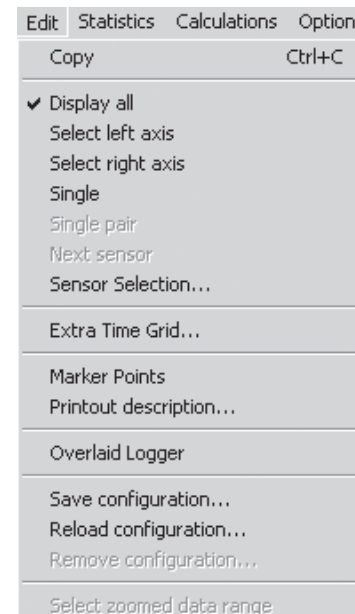 Edit Statistics Calculations Option
Copy Ctrl+C
Display all
Select left axis
Select right axis
Single
Single pair
Next sensor
Sensor Selection...
Extra Time Grid...
Marker Points
Printout description...
Overlaid Logger
Save configuration...
Reload configuration...
Remove configuration...
Select zoomed data range